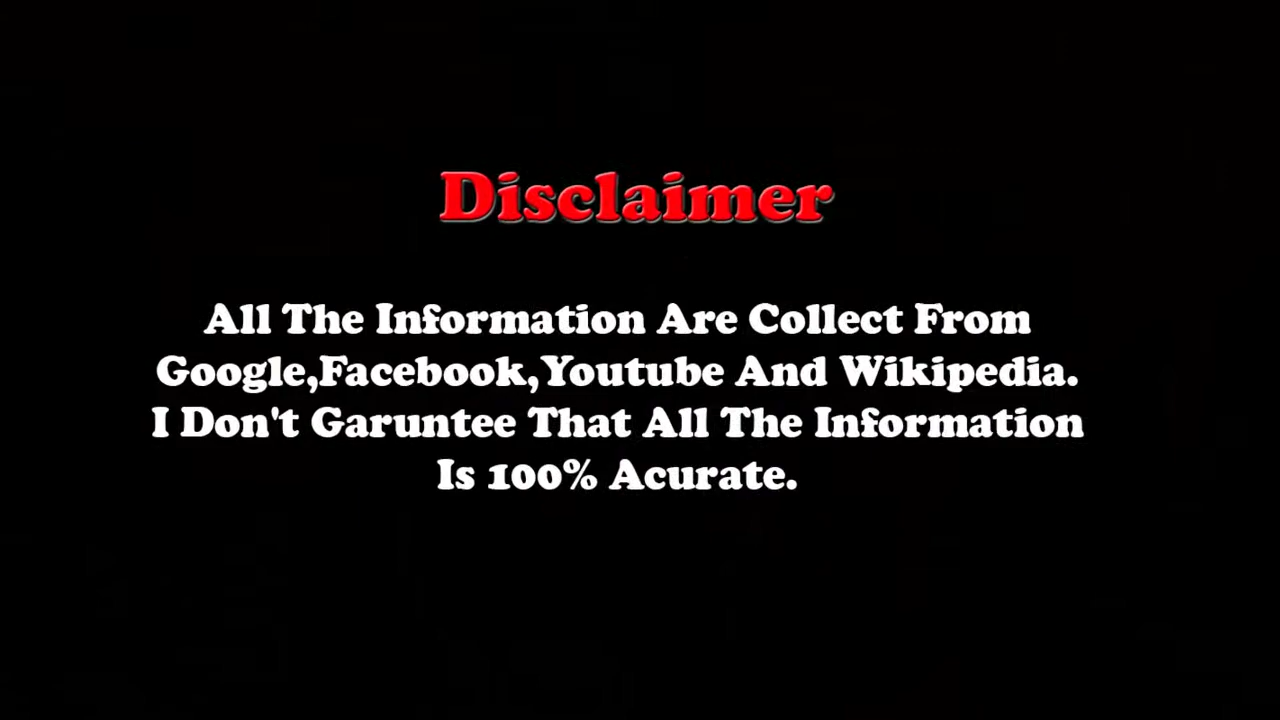 Disclaimer
All The Information Are Collect From
Google,Facebook,Youtube And Wikipedia.
I Don't Garuntee That All The Information
Is 100% Acurate.